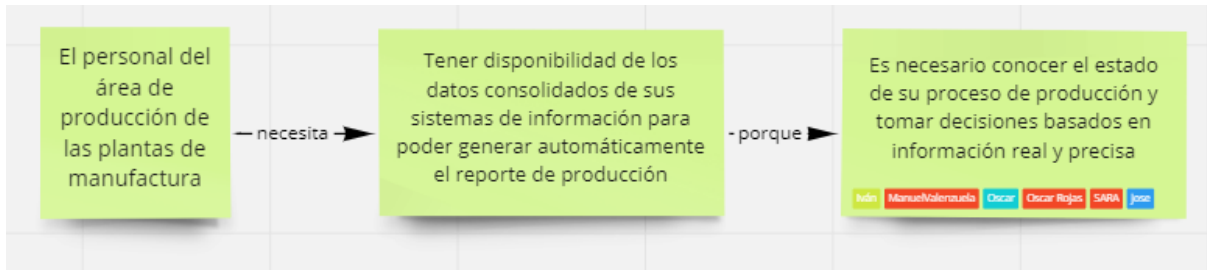 El personal del
área de
producción de
las plantas de
manufactura
necesita
Tener disponibilidad de los
datos consolidados de sus
sistemas de información para
poder generar automáticamente
el reporte de producción
porque
Es necesario conocer el estado
de su proceso de producción y
tomar decisiones basados en
información real y precisa
Iván ManuelValenzuela Oscar Oscar Rojas SARA Jose